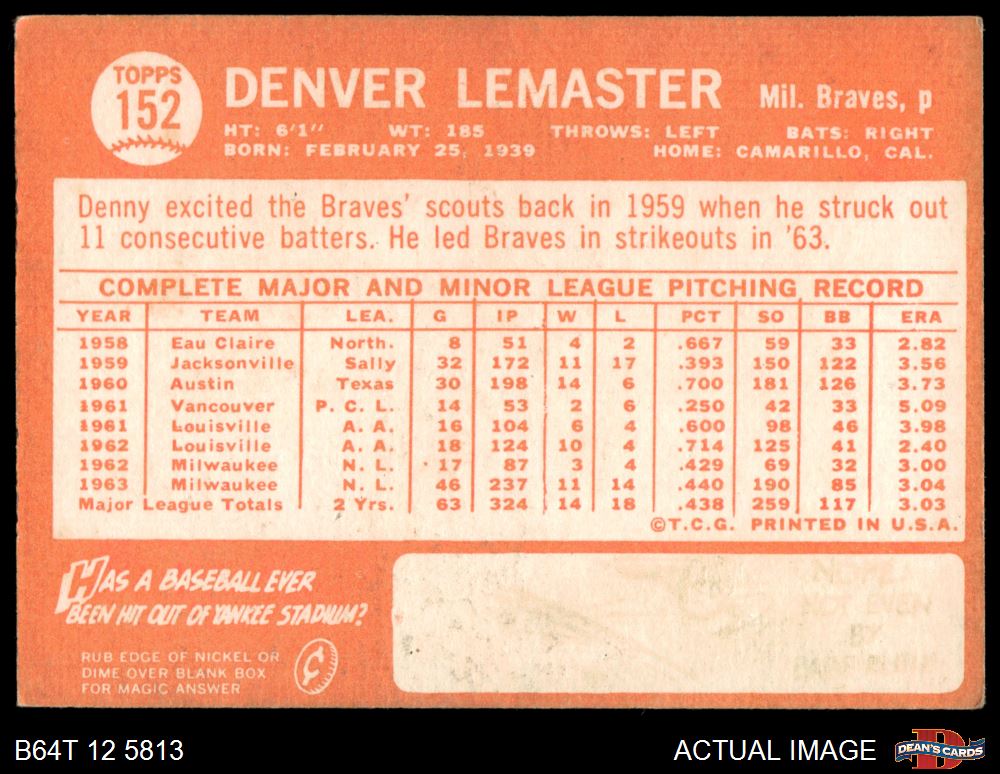 TOPPS
152
DENVER LEMASTER Mil. Braves, p
HT: 6'1" WT: 185 THROWS: LEFT BATS: RIGHT
BORN: FEBRUARY 25, 1939 HOME: CAMARILLO, CAL.
Denny excited the Braves' scouts back in 1959 when he struck out
11 consecutive batters. He led Braves in strikeouts in '63.
COMPLETE MAJOR AND MINOR LEAGUE PITCHING RECORD
YEAR TEAM LEA. G IP W L PCT SO BB ERA
1958 Eau Claire North. 8 51 4 2 .667 59 33 2.82
1959 Jacksonville Sally 32 172 11 17 .393 150 122 3.56
1960 Austin Texas 30 198 14 6 .700 181 126 3.73
1961 Vancouver P. C. L. 14 53 2 6 .250 42 33 5.09
1961 Louisville A. A. 16 104 6 4 .600 98 46 3.98
1962 Louisville A. A. 18 124 10 4 .714 125 41 2.40
1962 Milwaukee N. L. 17 87 3 4 .429 69 32 3.00
1963 Milwaukee N. L. 46 237 11 14 .440 190 85 3.04
Major League Totals 2 Yrs. 63 324 14 18 .438 259 117 3.03
©T.C.G. PRINTED IN U.S.A.
HAS A BASEBALL EVER
BEEN HIT OUT OF YANKEE STADIUM?
RUB EDGE OF NICKEL OR
DIME OVER BLANK BOX
FOR MAGIC ANSWER
NOT EVEN
BY
B64T 12 5813 ACTUAL IMAGE DEAN'S CARDS